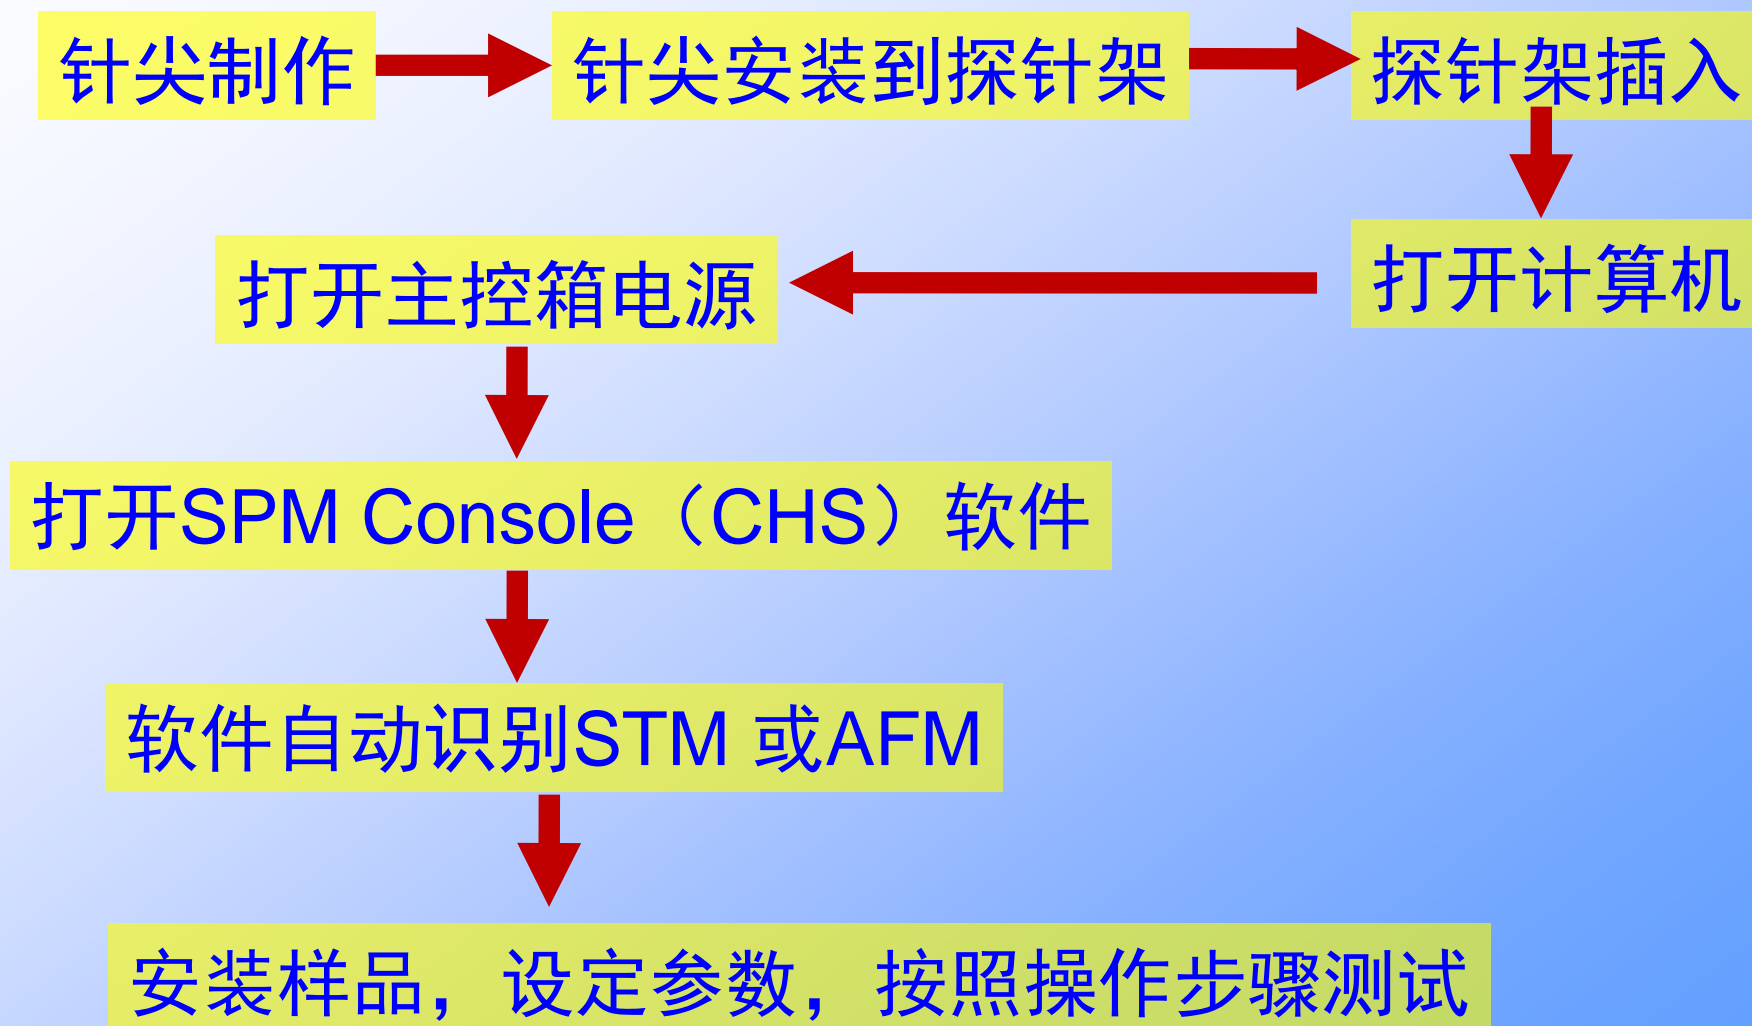 针尖制作
针尖安装到探针架
探针架插入
打开计算机
打开主控箱电源
打开SPM Console（CHS）软件
软件自动识别STM 或AFM
安装样品，设定参数，按照操作步骤测试